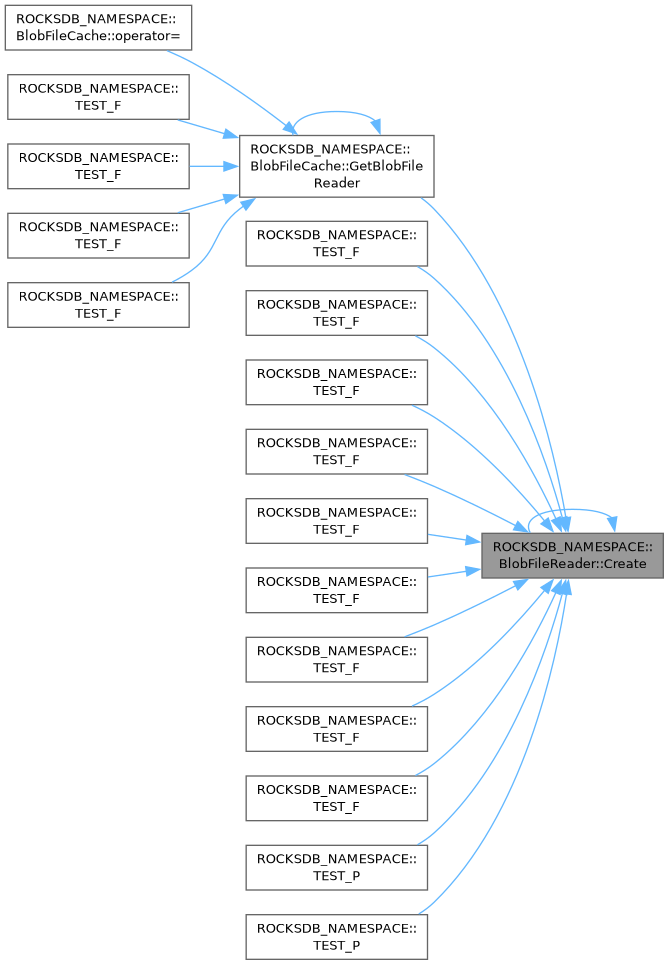 ROCKSDB_NAMESPACE::
BlobFileCache::operator=
ROCKSDB_NAMESPACE::
TEST_F
ROCKSDB_NAMESPACE::
TEST_F
ROCKSDB_NAMESPACE::
TEST_F
ROCKSDB_NAMESPACE::
TEST_F
ROCKSDB_NAMESPACE::
BlobFileCache::GetBlobFile
Reader
ROCKSDB_NAMESPACE::
TEST_F
ROCKSDB_NAMESPACE::
TEST_F
ROCKSDB_NAMESPACE::
TEST_F
ROCKSDB_NAMESPACE::
TEST_F
ROCKSDB_NAMESPACE::
TEST_F
ROCKSDB_NAMESPACE::
TEST_F
ROCKSDB_NAMESPACE::
TEST_F
ROCKSDB_NAMESPACE::
TEST_F
ROCKSDB_NAMESPACE::
TEST_F
ROCKSDB_NAMESPACE::
TEST_P
ROCKSDB_NAMESPACE::
TEST_P
ROCKSDB_NAMESPACE::
BlobFileReader::Create